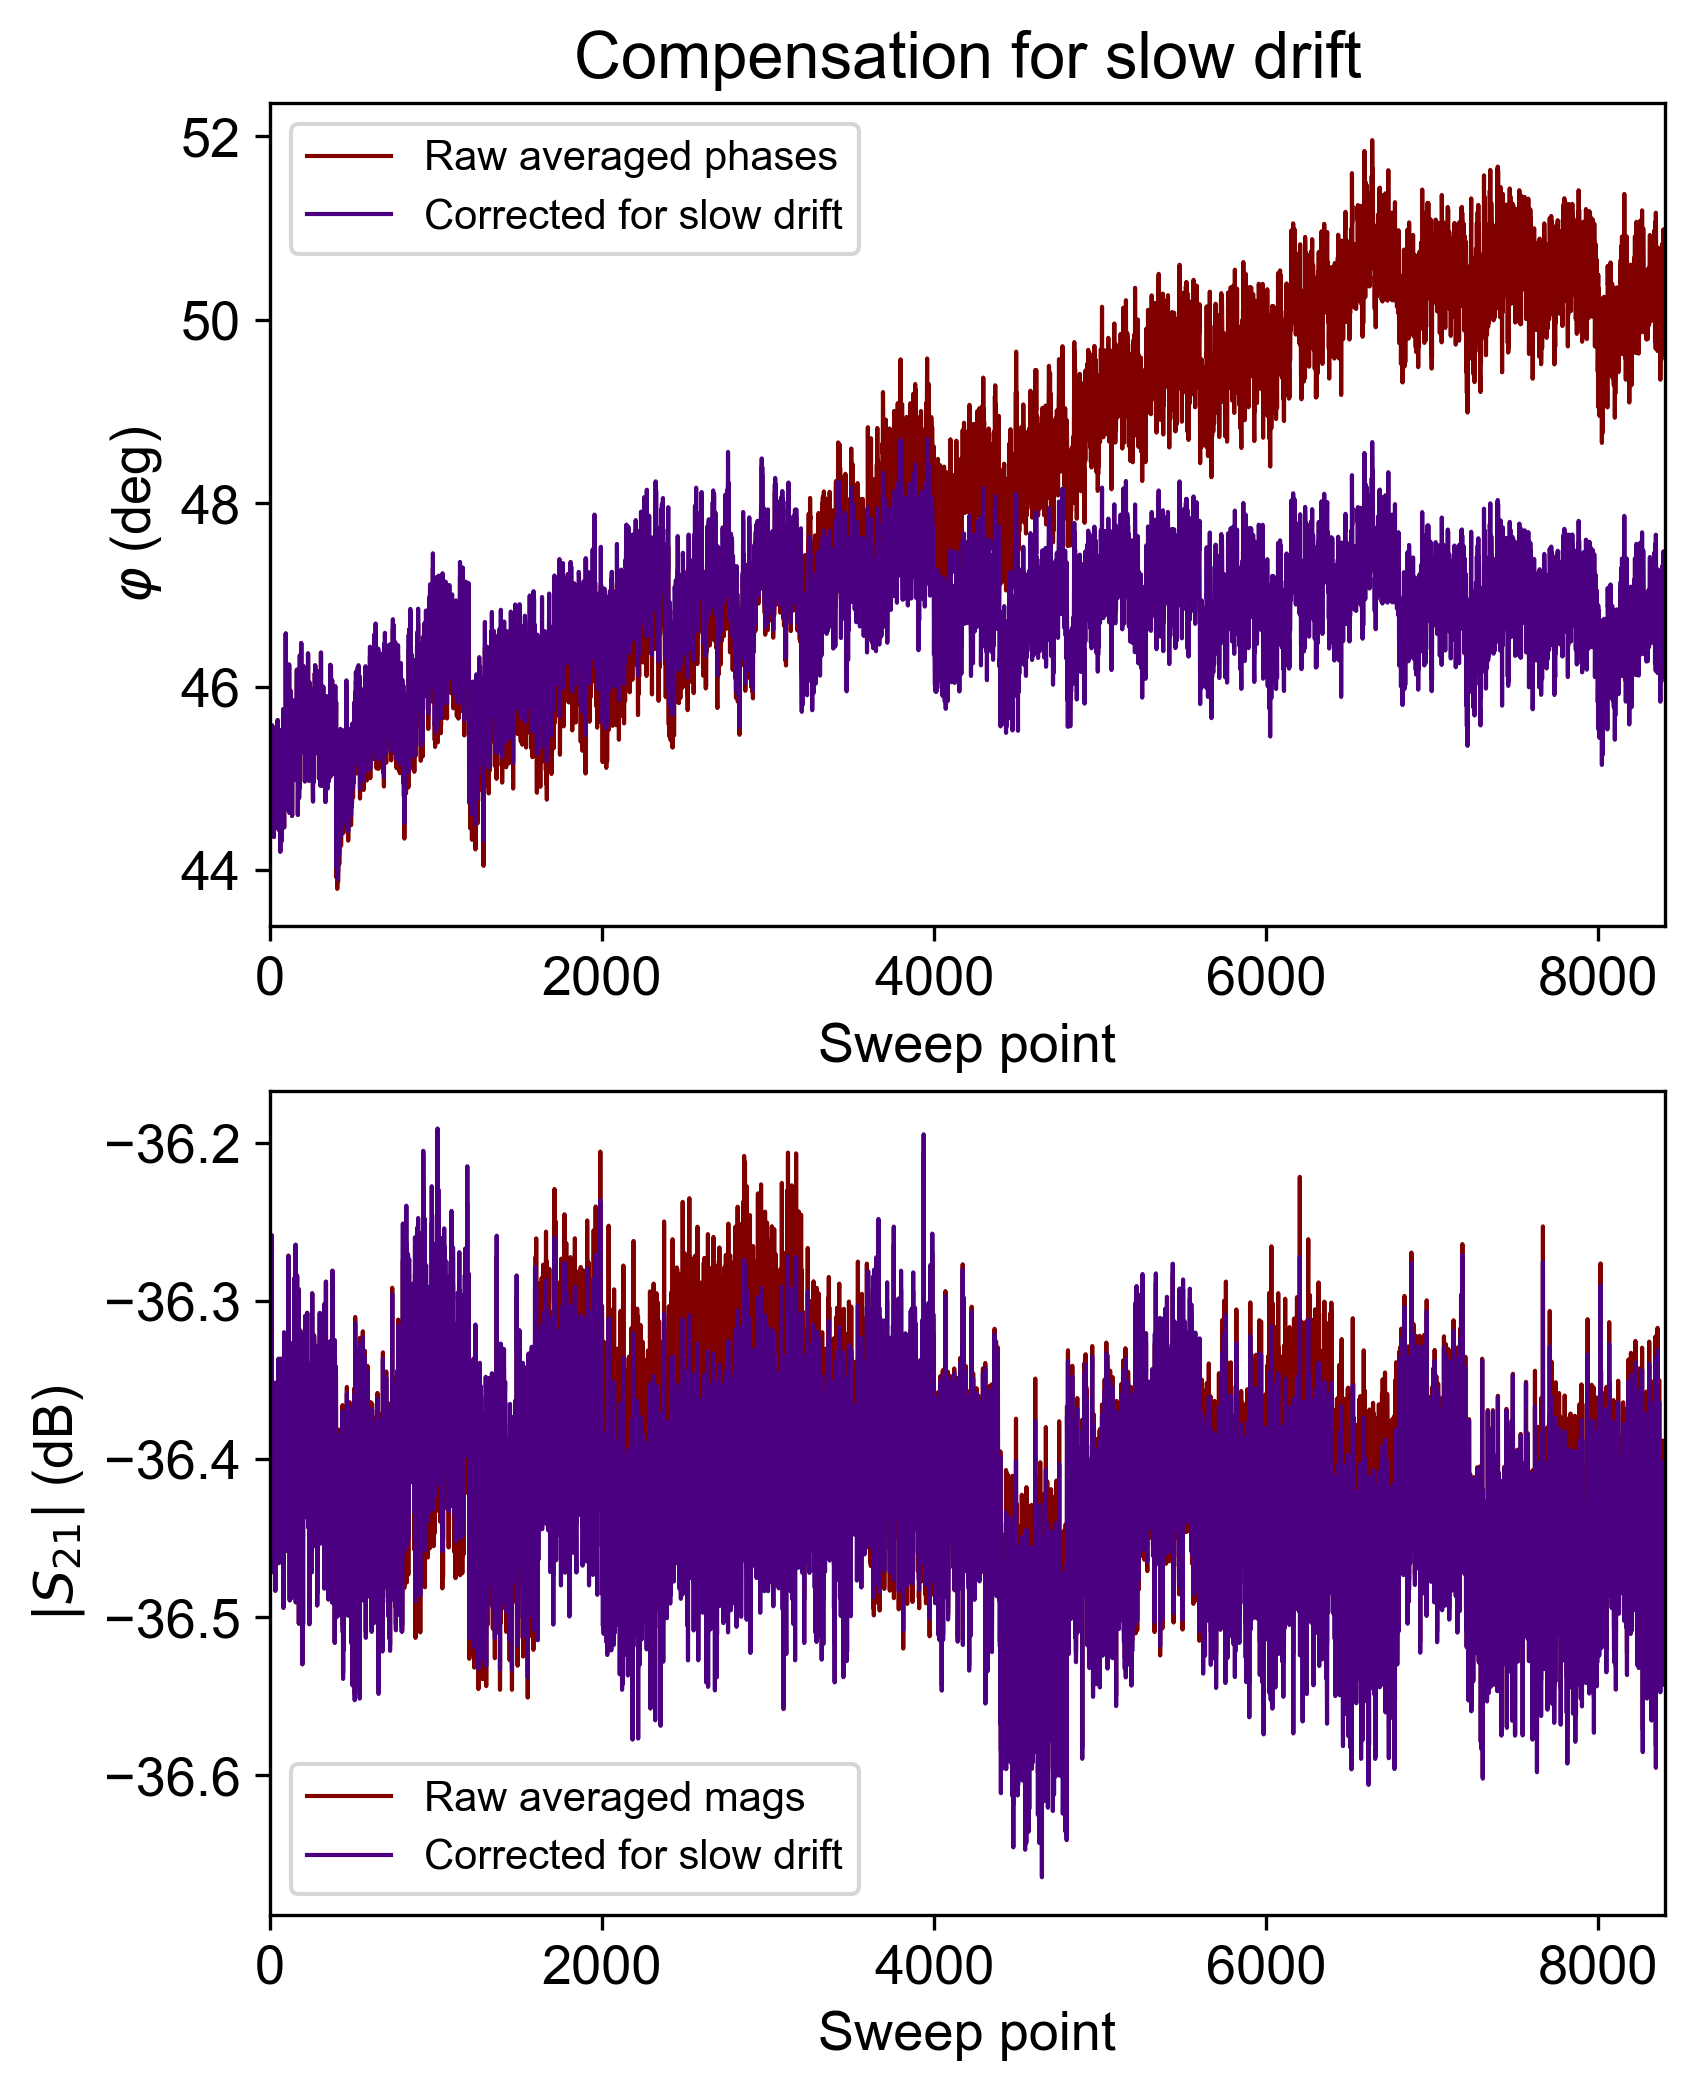 Compensation for slow drift
52
50
48
46
44
φ (deg)
Raw averaged phases
Corrected for slow drift
0 2000 4000 6000 8000
Sweep point
−36.2
−36.3
−36.4
−36.5
−36.6
|S₂₁| (dB)
Raw averaged mags
Corrected for slow drift
0 2000 4000 6000 8000
Sweep point